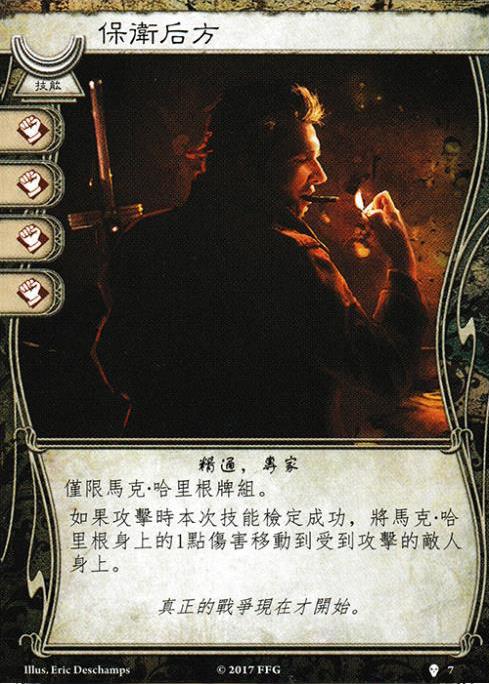 保衛后方
技能
精通，專家
僅限馬克·哈里根牌組。
如果攻擊時本次技能檢定成功，將馬克·哈
里根身上的1點傷害移動到受到攻擊的敵人
身上。
真正的戰爭現在才開始。
Illus. Eric Deschamps
© 2017 FFG
7